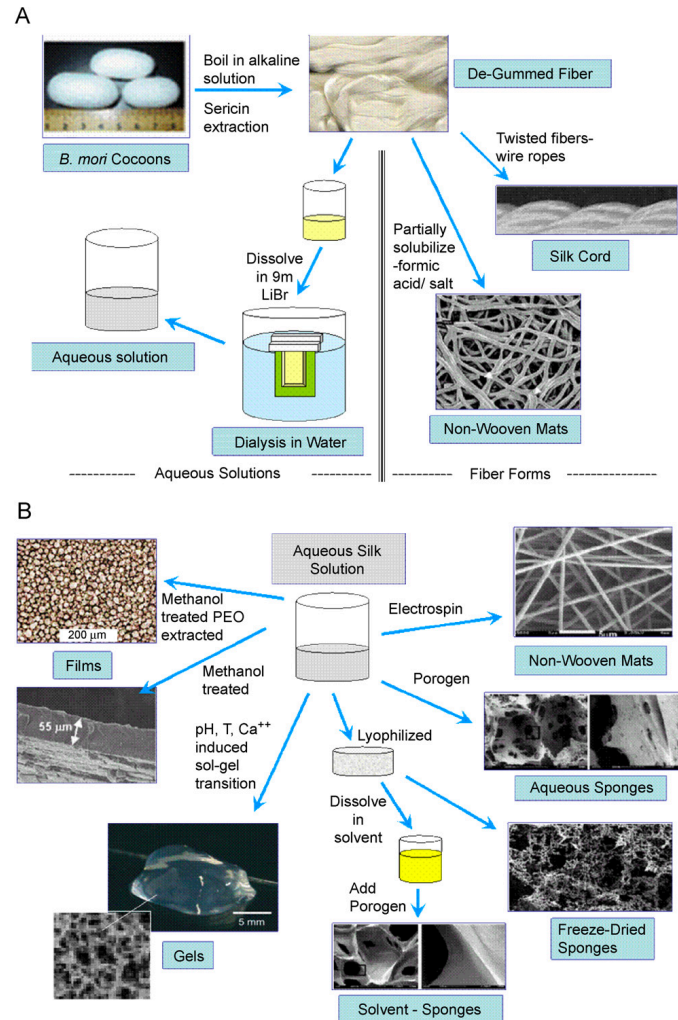 A
Boil in alkaline
solution
Sericin
extraction
De-Gummed Fiber
B. mori Cocoons
Twisted fibers-
wire ropes
Silk Cord
Partially
solubilize
-formic
acid/ salt
Dissolve
in 9m
LiBr
Aqueous solution
Dialysis in Water
Non-Wooven Mats
Aqueous Solutions
Fiber Forms
B
Aqueous Silk
Solution
Methanol
treated PEO
extracted
200 µm
Films
Electrospin
Non-Wooven Mats
Methanol
treated
55 µm
Porogen
Aqueous Sponges
pH, T, Ca++
induced
sol-gel
transition
Lyophilized
Dissolve
in
solvent
Add
Porogen
5 mm
Gels
Freeze-Dried
Sponges
Solvent - Sponges